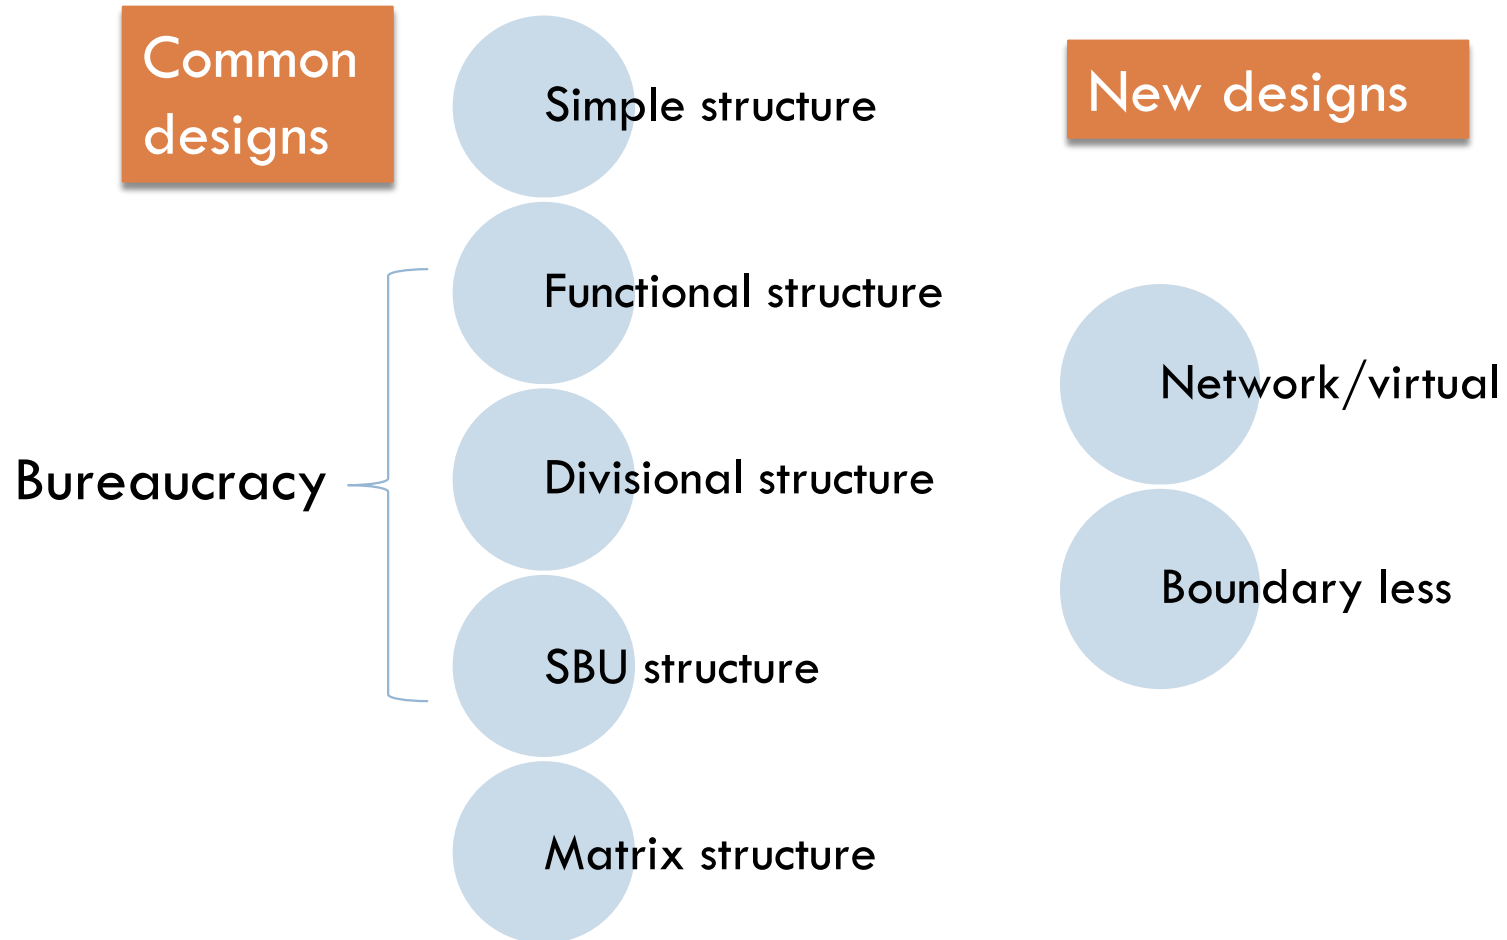 Common
designs
Simple structure
Functional structure
Bureaucracy
Divisional structure
SBU structure
Matrix structure
New designs
Network/virtual
Boundary less